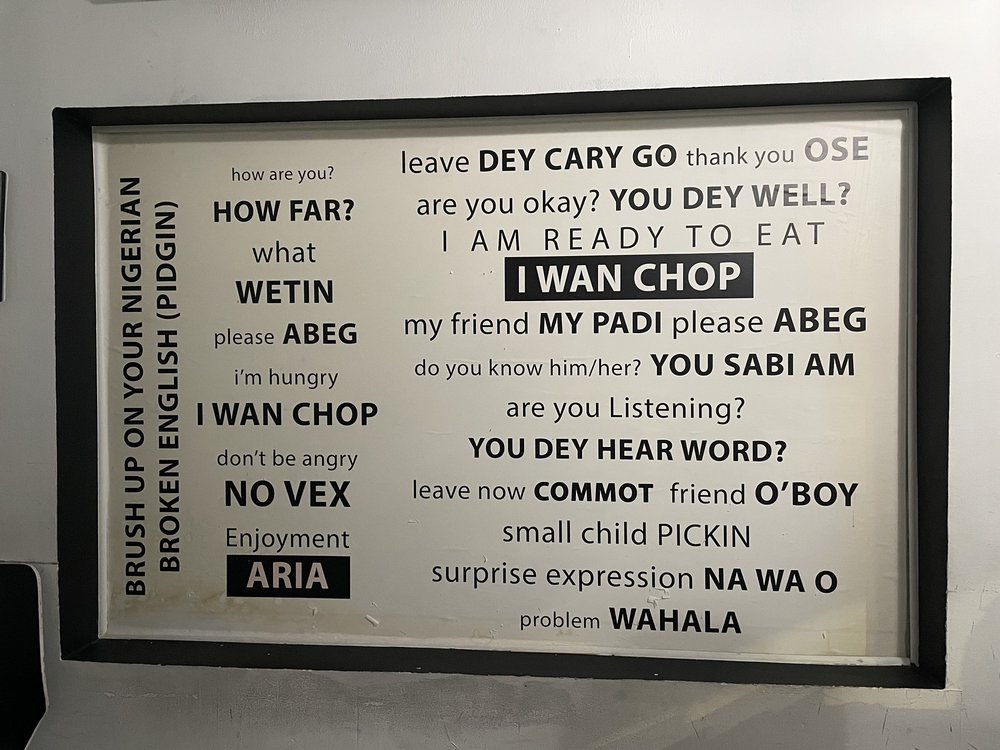 BRUSH UP ON YOUR NIGERIAN
BROKEN ENGLISH (PIDGIN)
how are you?
HOW FAR?
what
WETIN
please ABEG
i'm hungry
I WAN CHOP
don't be angry
NO VEX
Enjoyment
ARIA
leave DEY CARY GO thank you OSE
are you okay? YOU DEY WELL?
I AM READY TO EAT
I WAN CHOP
my friend MY PADI please ABEG
do you know him/her? YOU SABI AM
are you Listening?
YOU DEY HEAR WORD?
leave now COMMOT friend O'BOY
small child PICKIN
surprise expression NA WA O
problem WAHALA